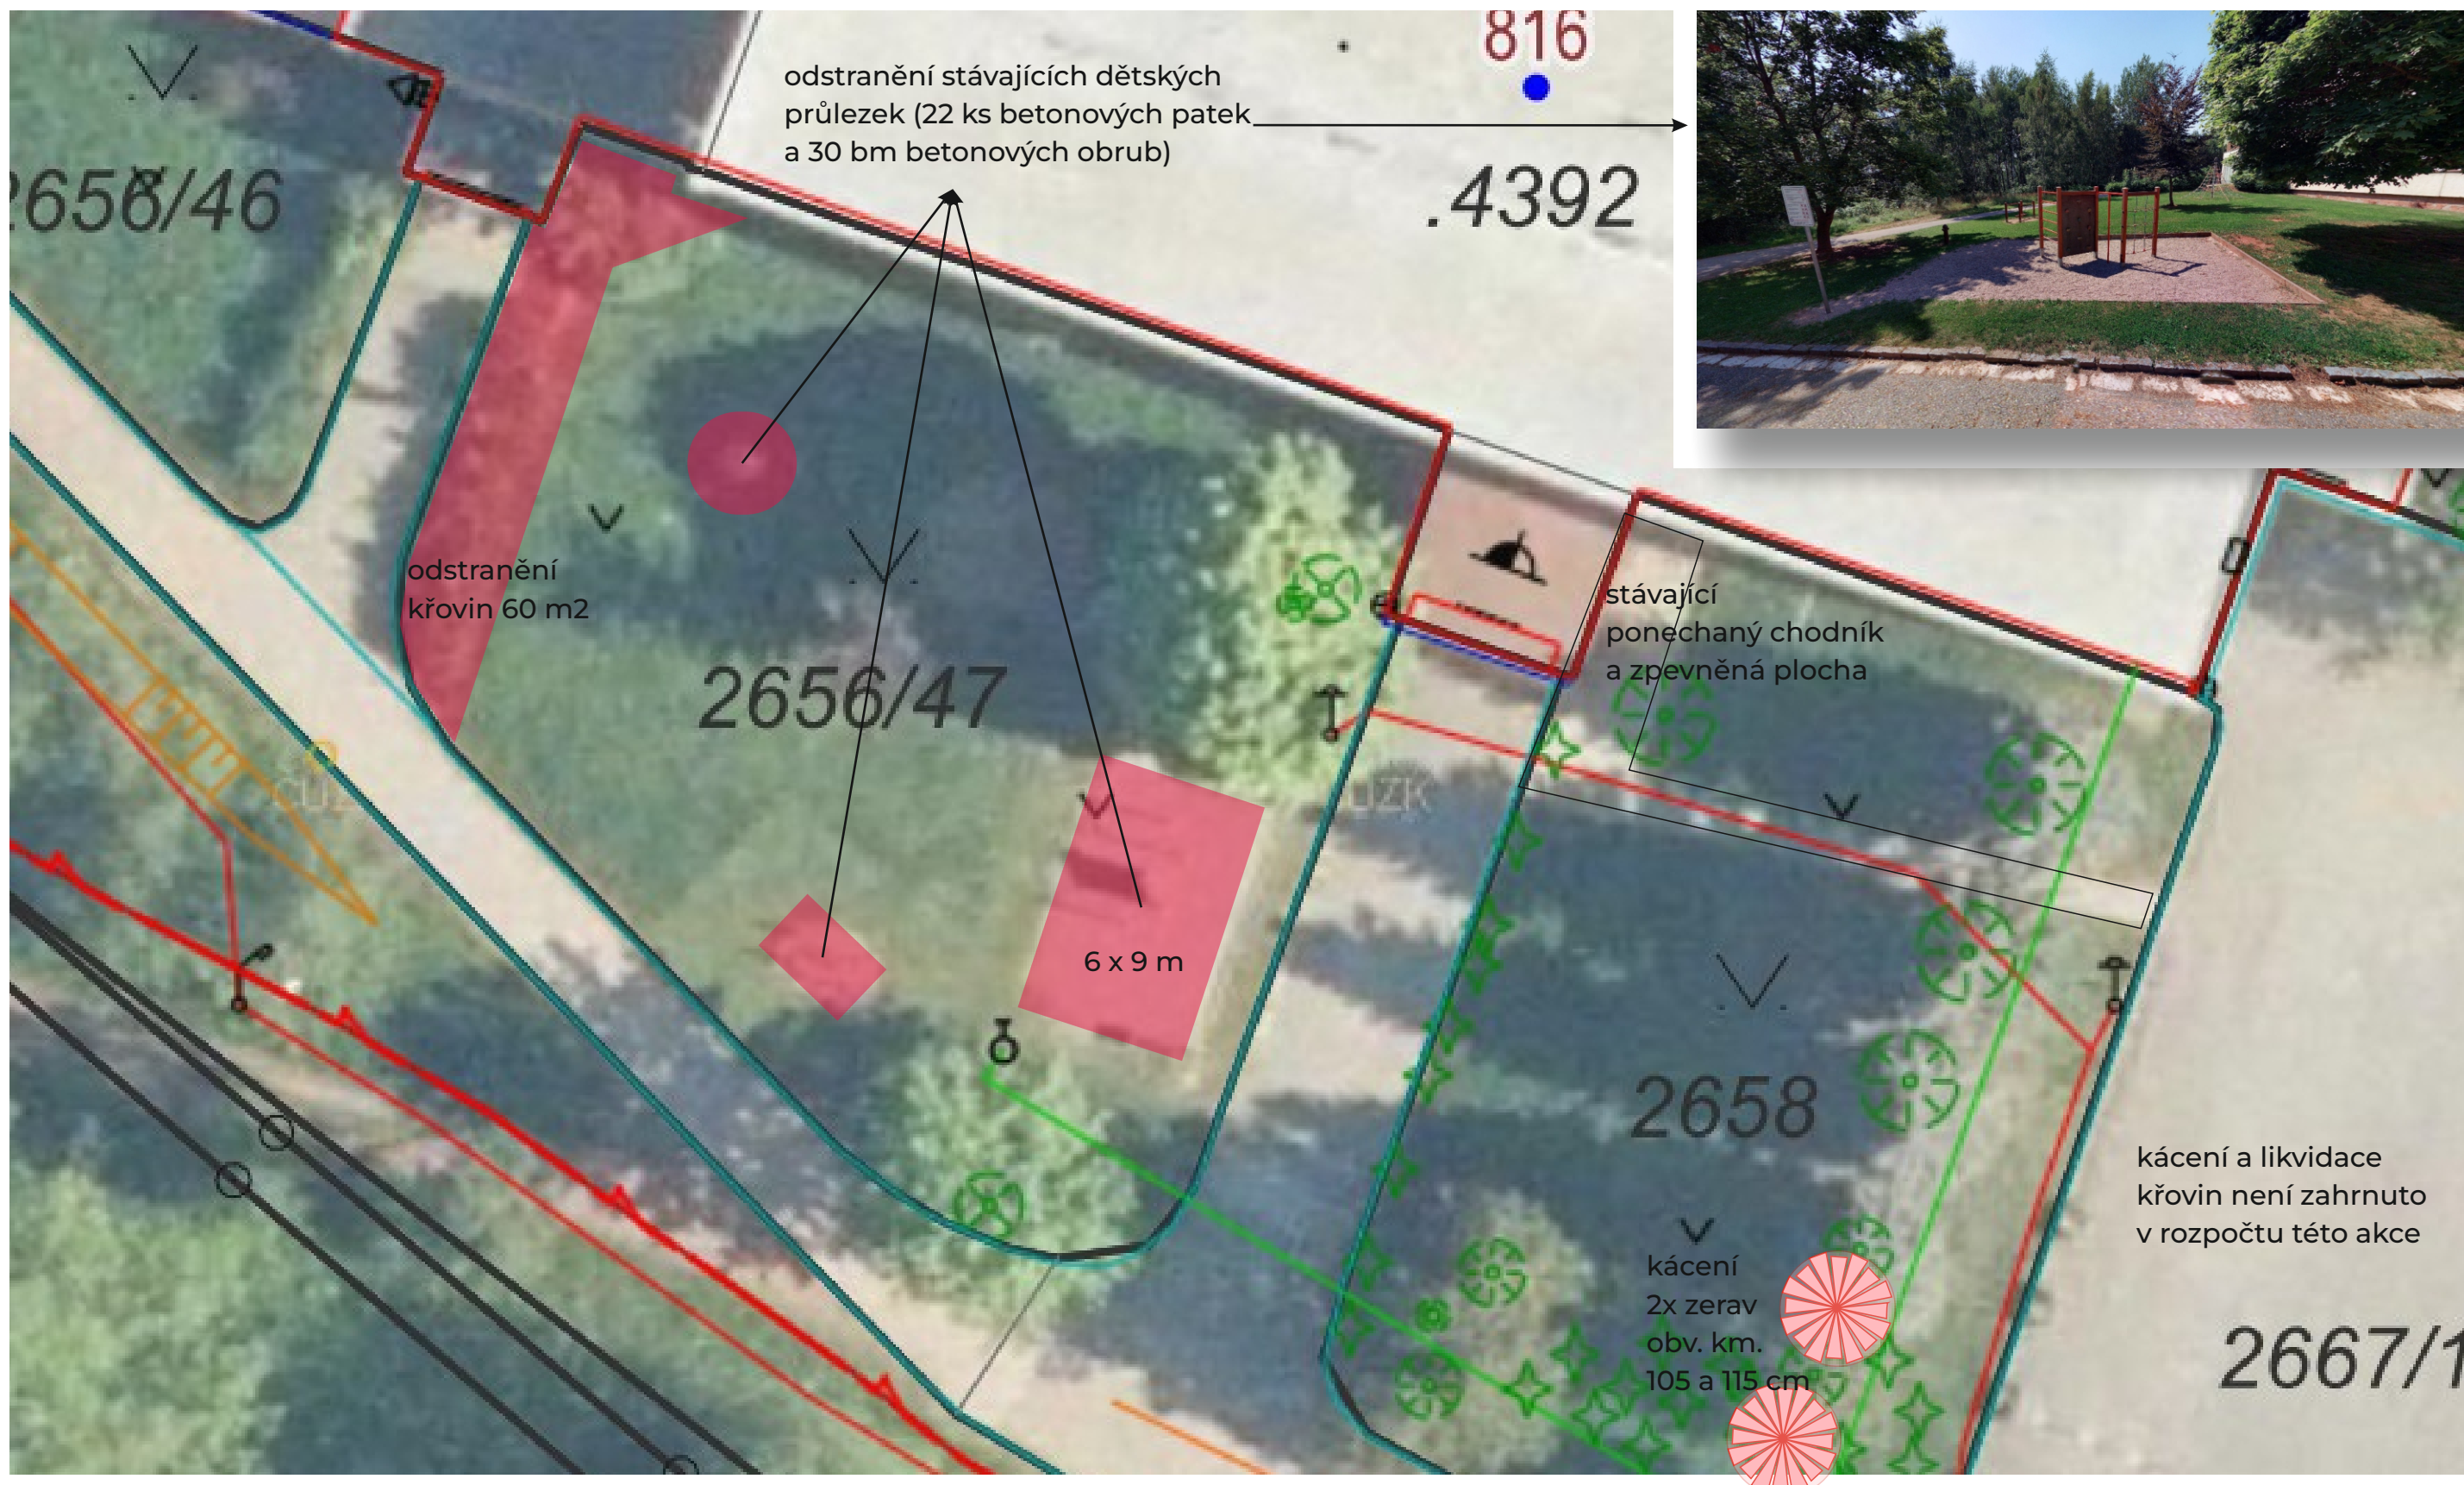 816
odstranění stávajících dětských
průlezek (22 ks betonových patek
a 30 bm betonových obrub)
2656/46
.4392
odstranění
křovin 60 m2
stávající
ponechaný chodník
a zpevněná plocha
2656/47
ČÚZK
6 x 9 m
2658
kácení a likvidace
křovin není zahrnuto
v rozpočtu této akce
kácení
2x zerav
obv. km.
105 a 115 cm
2667/1